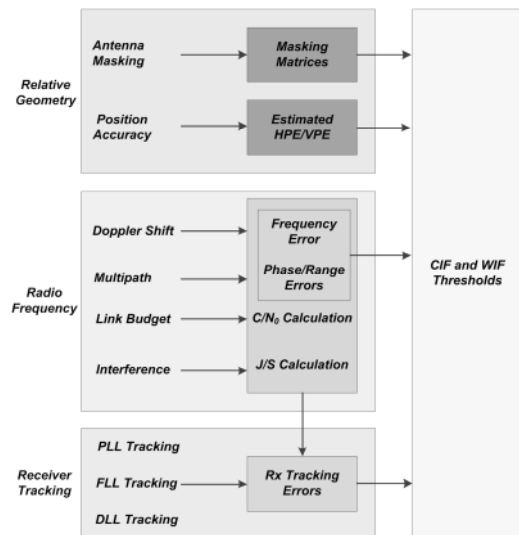 Relative
Geometry
Antenna
Masking
Masking
Matrices
Position
Accuracy
Estimated
HPE/VPE
Radio
Frequency
Doppler Shift
Frequency
Error
Multipath
Phase/Range
Errors
Link Budget
C/N₀ Calculation
Interference
J/S Calculation
Receiver
Tracking
PLL Tracking
FLL Tracking
DLL Tracking
Rx Tracking
Errors
CIF and WIF
Thresholds